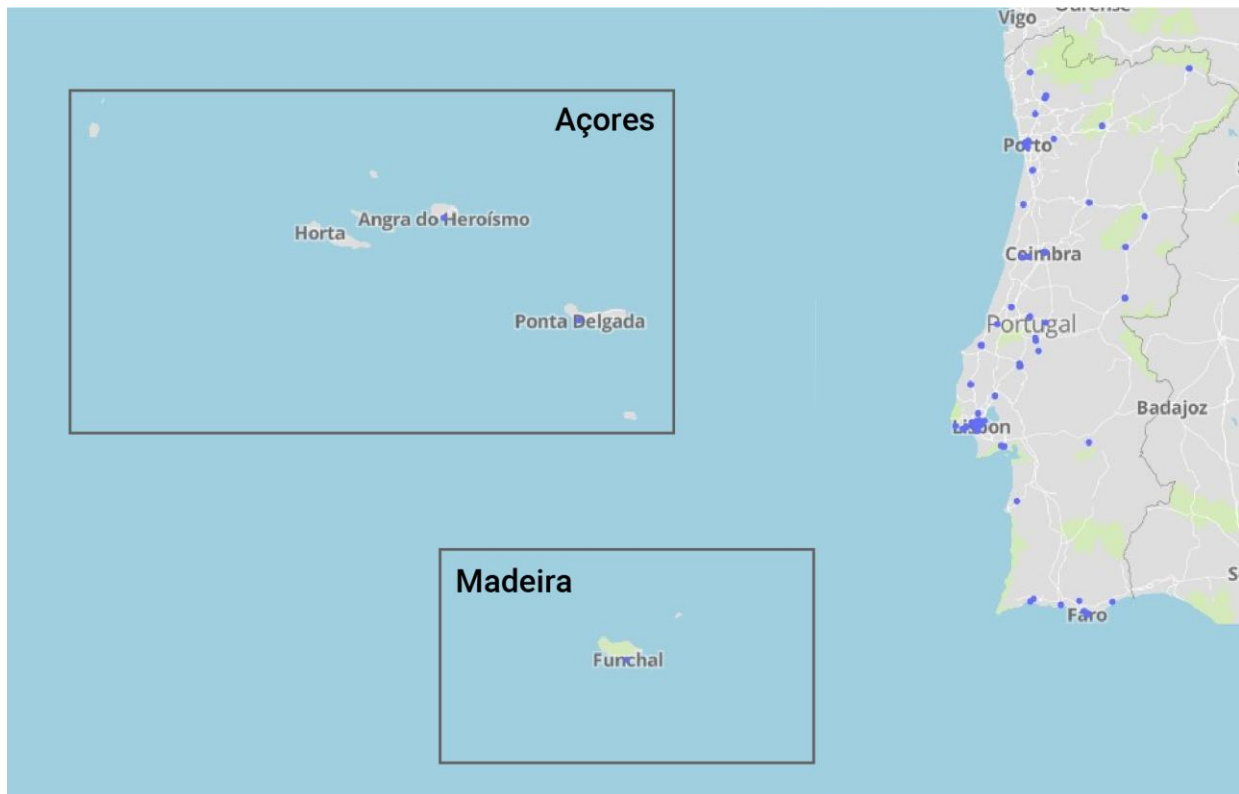 Vigo
Açores
Porto
Angra do Heroísmo
Horta
Coimbra
Ponta Delgada
Portugal
Badajoz
Lisbon
Madeira
Faro
Funchal